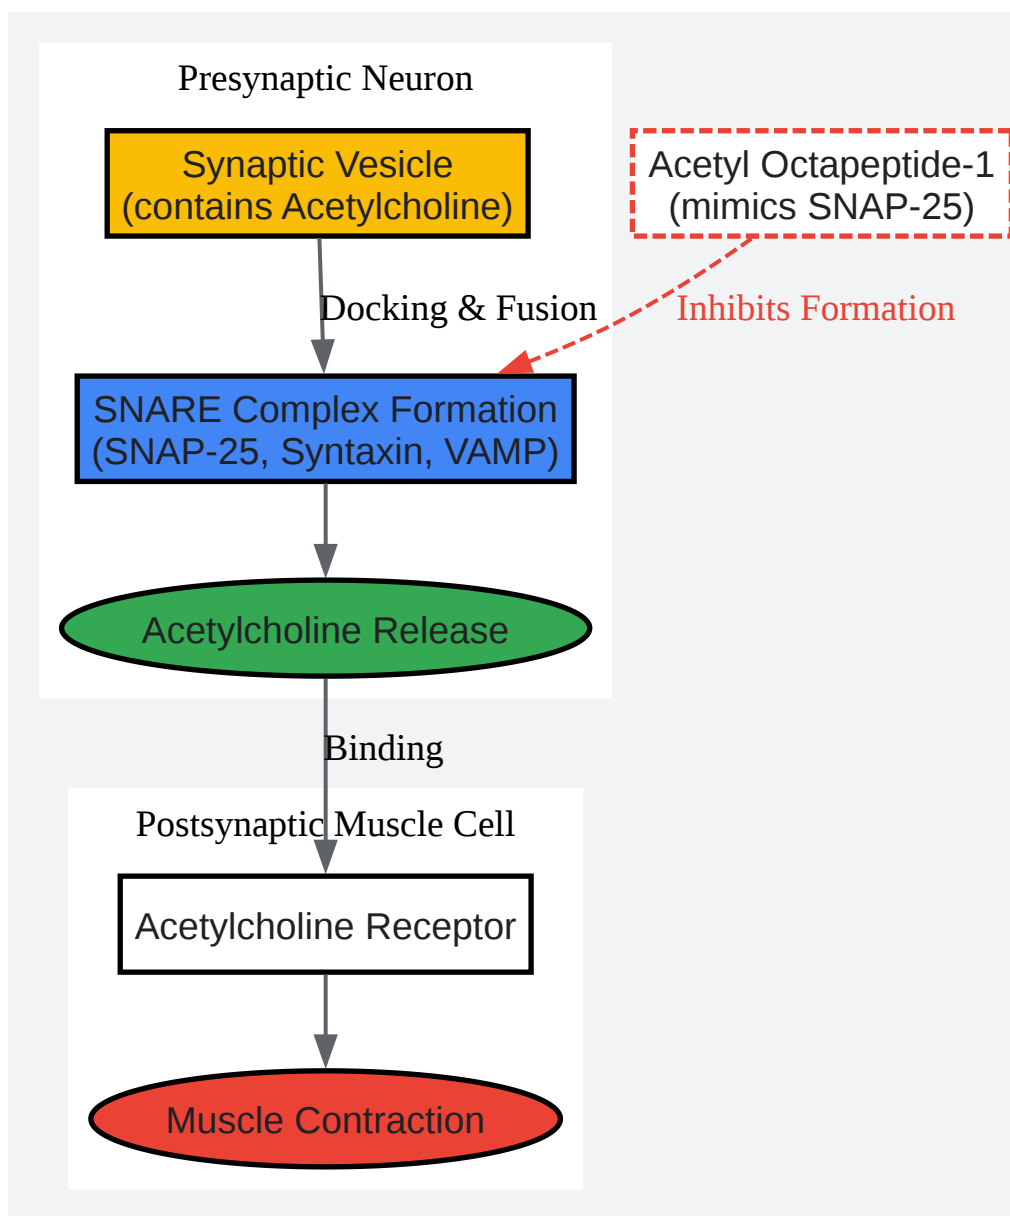 Presynaptic Neuron
Synaptic Vesicle
(contains Acetylcholine)
Acetyl Octapeptide-1
(mimics SNAP-25)
Docking & Fusion
Inhibits Formation
SNARE Complex Formation
(SNAP-25, Syntaxin, VAMP)
Acetylcholine Release
Binding
Postsynaptic Muscle Cell
Acetylcholine Receptor
Muscle Contraction